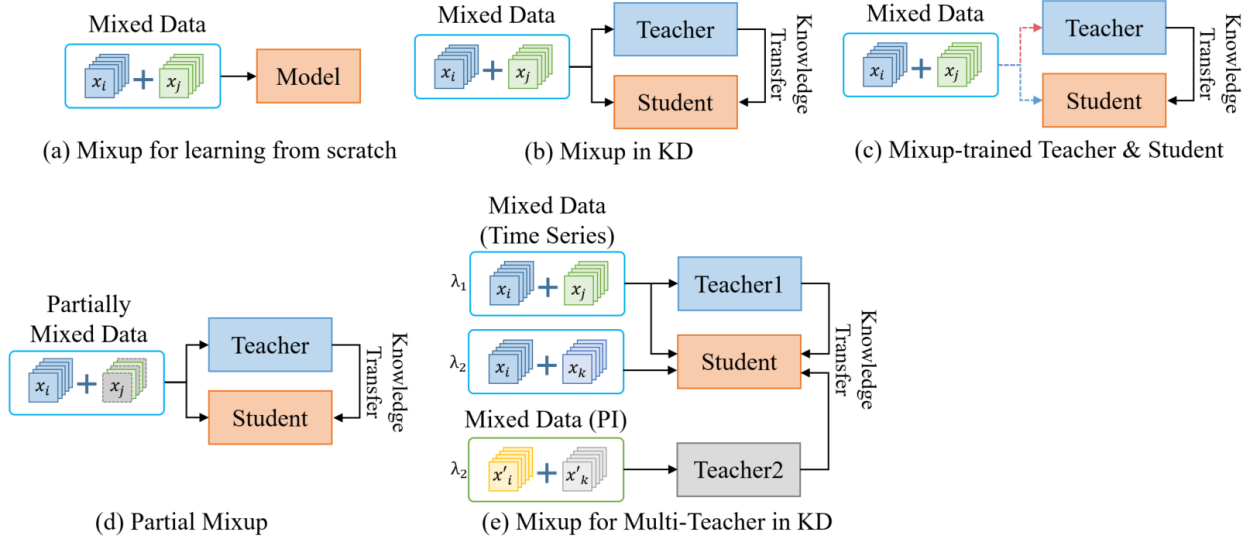 Mixed Data
x_i + x_j
Model
(a) Mixup for learning from scratch
Mixed Data
x_i + x_j
Teacher
Student
Knowledge
Transfer
(b) Mixup in KD
Mixed Data
x_i + x_j
Teacher
Student
Knowledge
Transfer
(c) Mixup-trained Teacher & Student
Partially
Mixed Data
x_i + x_j
Teacher
Student
Knowledge
Transfer
(d) Partial Mixup
Mixed Data
(Time Series)
λ₁
x_i + x_j
Teacher1
λ₂
x_i + x_k
Student
Knowledge
Transfer
Mixed Data (PI)
λ₂
x'_i + x'_k
Teacher2
(e) Mixup for Multi-Teacher in KD